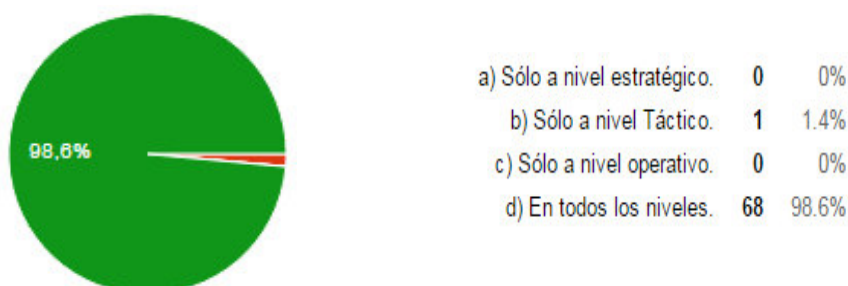 98,6%
a) Sólo a nivel estratégico. 0 0%
b) Sólo a nivel Táctico. 1 1.4%
c) Sólo a nivel operativo. 0 0%
d) En todos los niveles. 68 98.6%